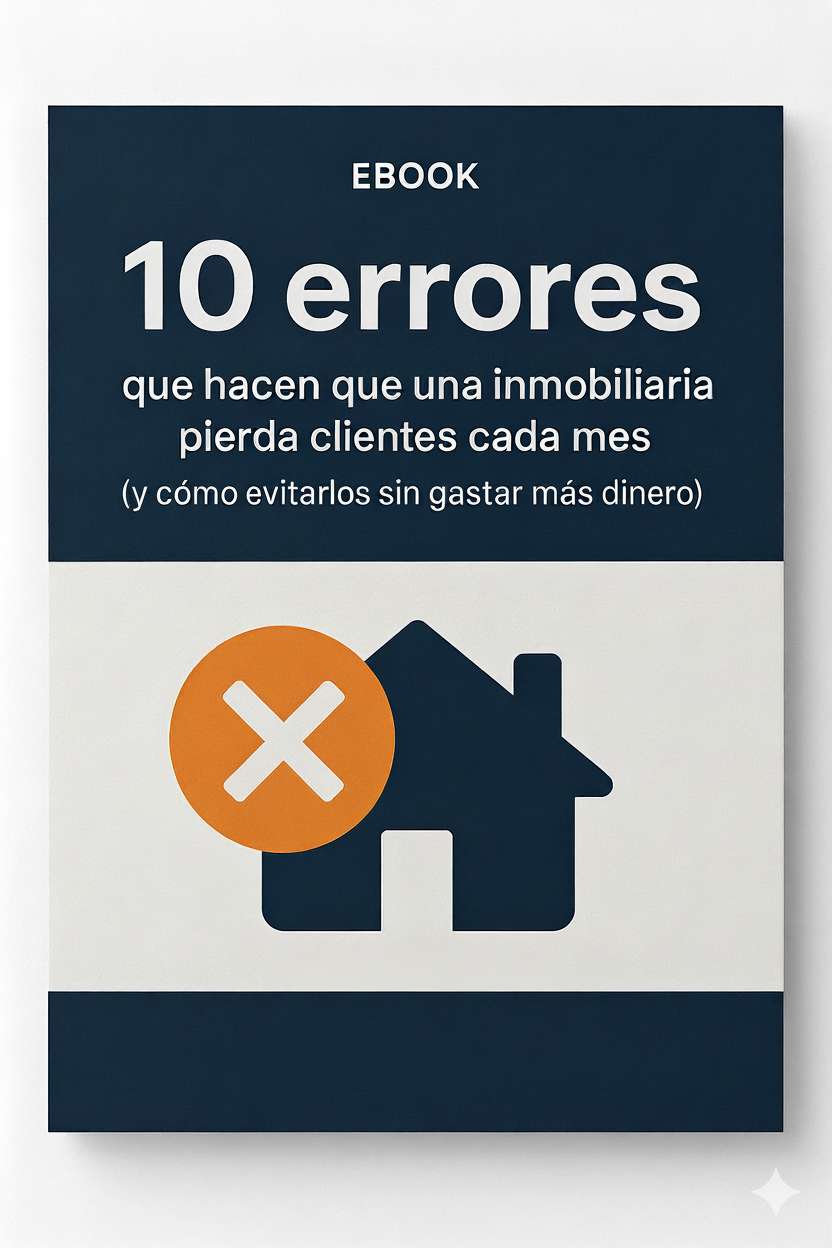 EBOOK
10 errores
que hacen que una inmobiliaria
pierda clientes cada mes
(y cómo evitarlos sin gastar más dinero)